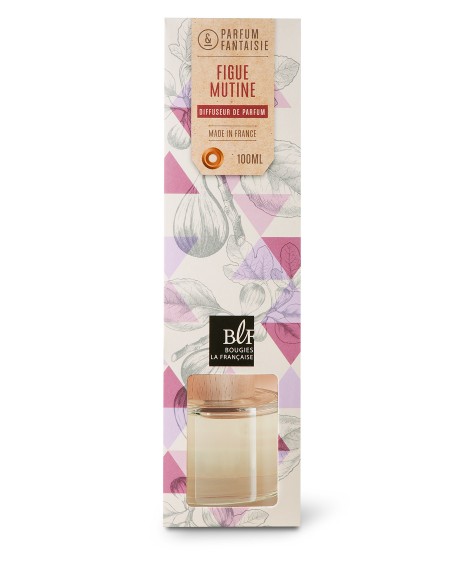 &
PARFUM
FANTAISIE
FIGUE
MUTINE
DIFFUSEUR DE PARFUM
MADE IN FRANCE
100ML
BLF
BOUGIES
LA FRANÇAISE